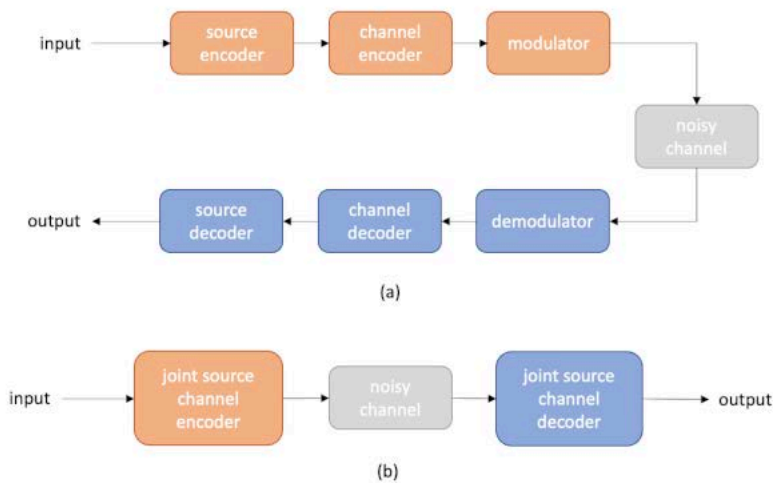 input
source
encoder
channel
encoder
modulator
noisy
channel
output
source
decoder
channel
decoder
demodulator
(a)
input
joint source
channel
encoder
noisy
channel
joint source
channel
decoder
output
(b)